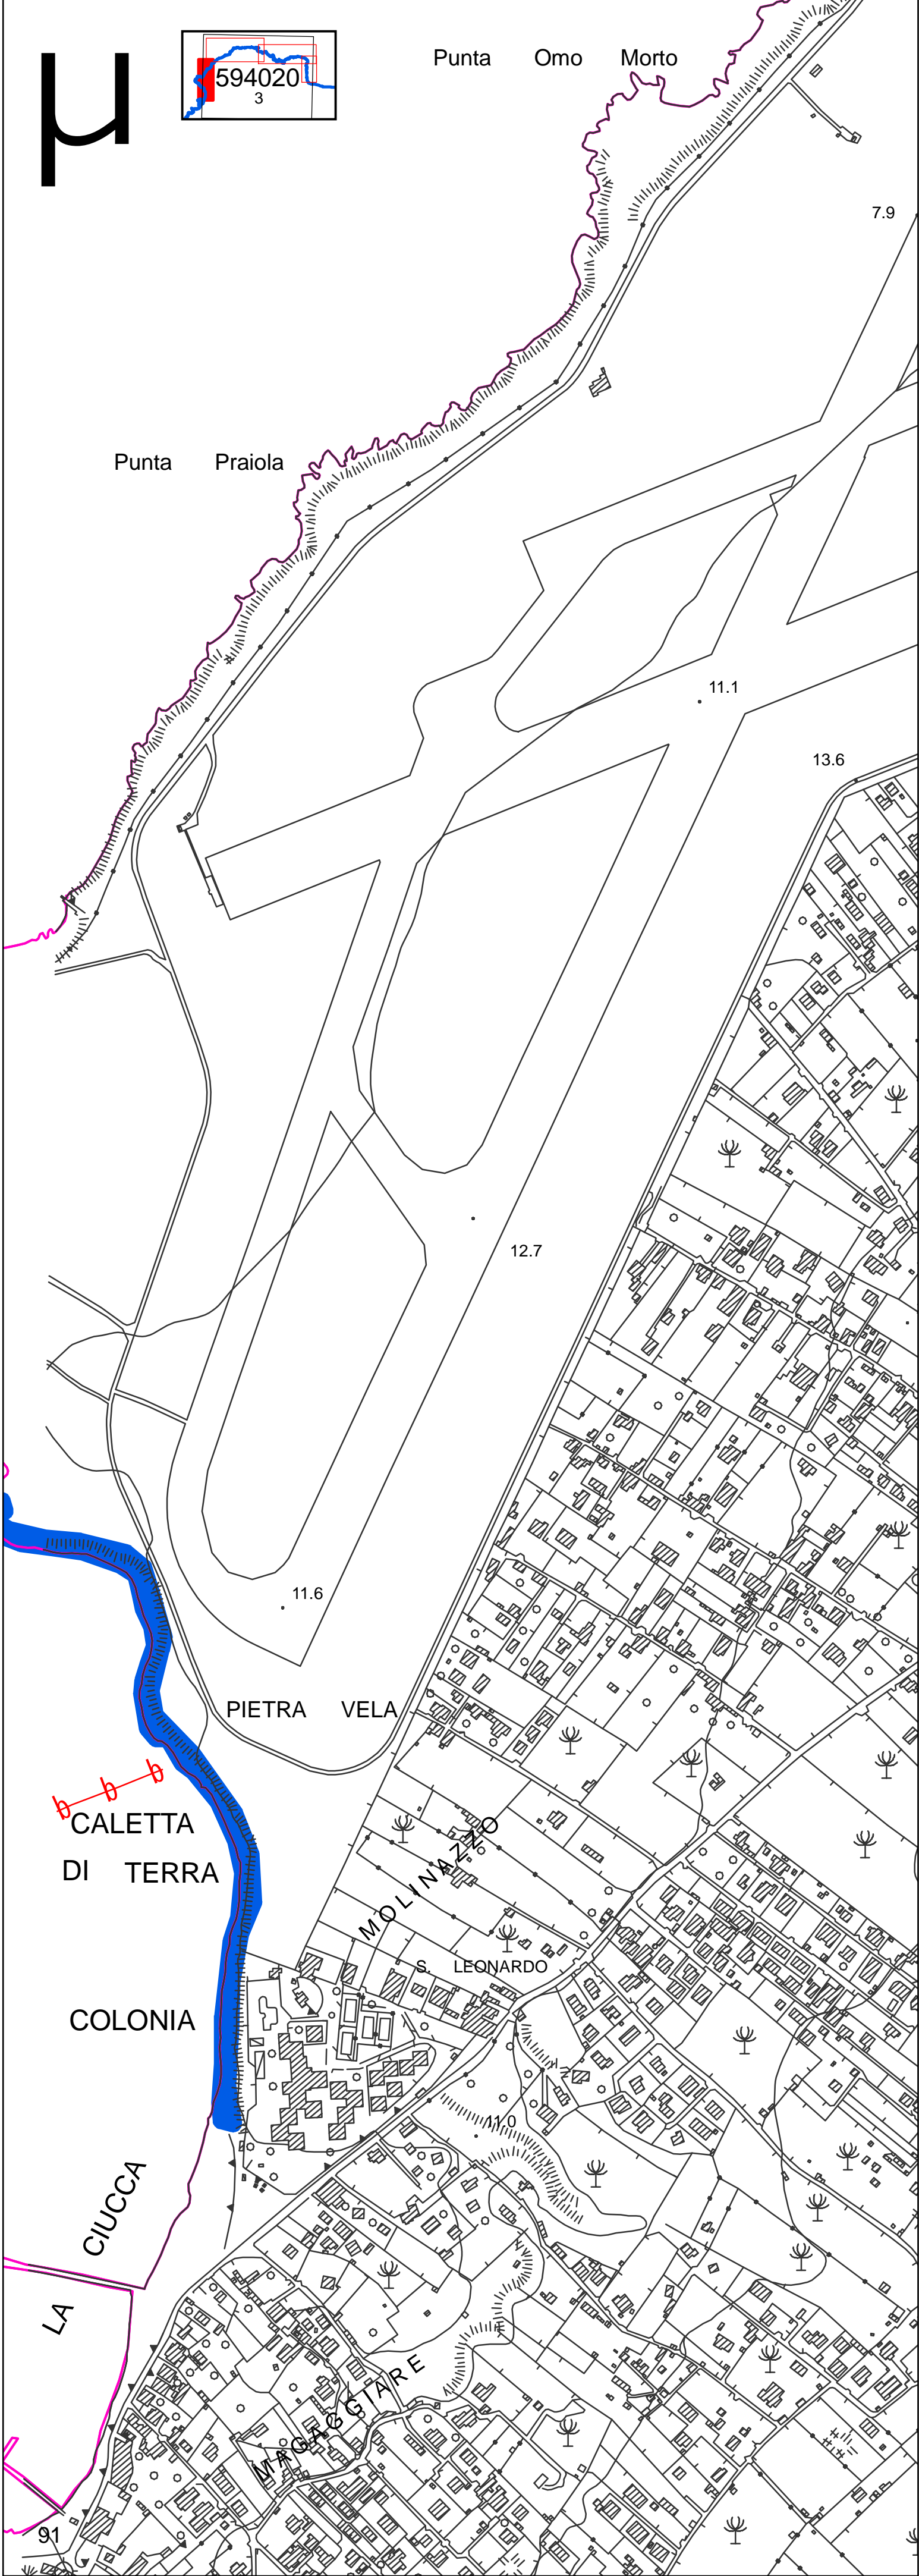 µ
594020
3
Punta Omo Morto
7.9
Punta Praiola
11.1
13.6
12.7
11.6
PIETRA VELA
b b b
CALETTA
DI TERRA
MOLINAZZO
S. LEONARDO
COLONIA
11.0
CIUCCA
LA
MAGAGGIARE
91